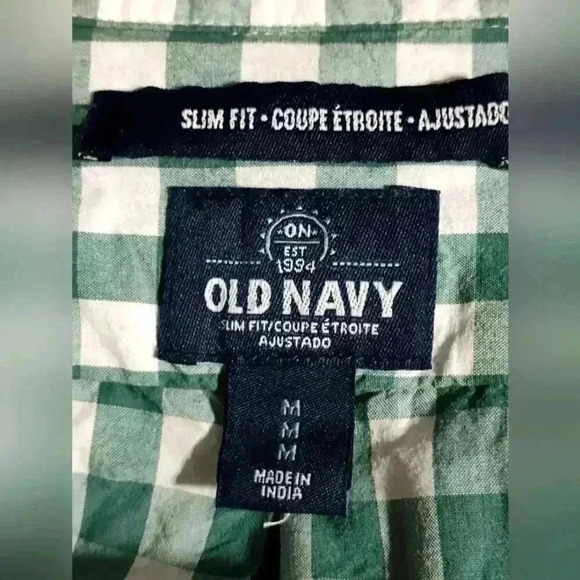 SLIM FIT • COUPE ÉTROITE • AJUSTADO
ON
EST
1994
OLD NAVY
SLIM FIT/COUPE ÉTROITE
AJUSTADO
M
M
M
MADE IN
INDIA